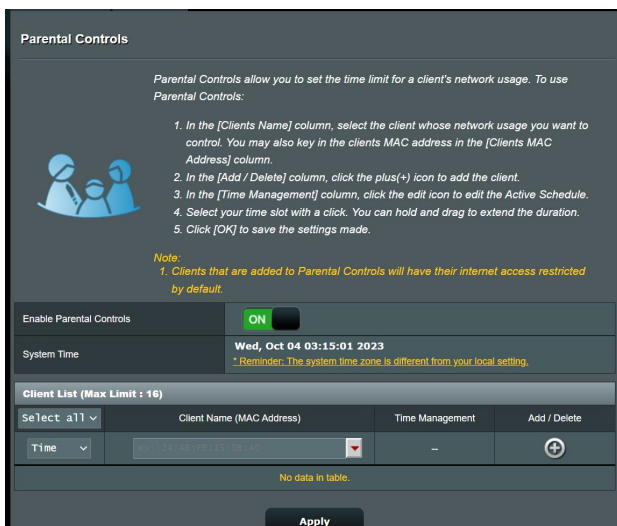 Parental Controls
Parental Controls allow you to set the time limit for a client's network usage. To use
Parental Controls:
1. In the [Clients Name] column, select the client whose network usage you want to
control. You may also key in the clients MAC address in the [Clients MAC
Address] column.
2. In the [Add / Delete] column, click the plus(+) icon to add the client.
3. In the [Time Management] column, click the edit icon to edit the Active Schedule.
4. Select your time slot with a click. You can hold and drag to extend the duration.
5. Click [OK] to save the settings made.
Note:
1. Clients that are added to Parental Controls will have their internet access restricted
by default.
Enable Parental Controls ON
System Time Wed, Oct 04 03:15:01 2023
* Reminder: The system time zone is different from your local setting.
Client List (Max Limit : 16)
Select all Client Name (MAC Address) Time Management Add / Delete
Time --
No data in table.
Apply